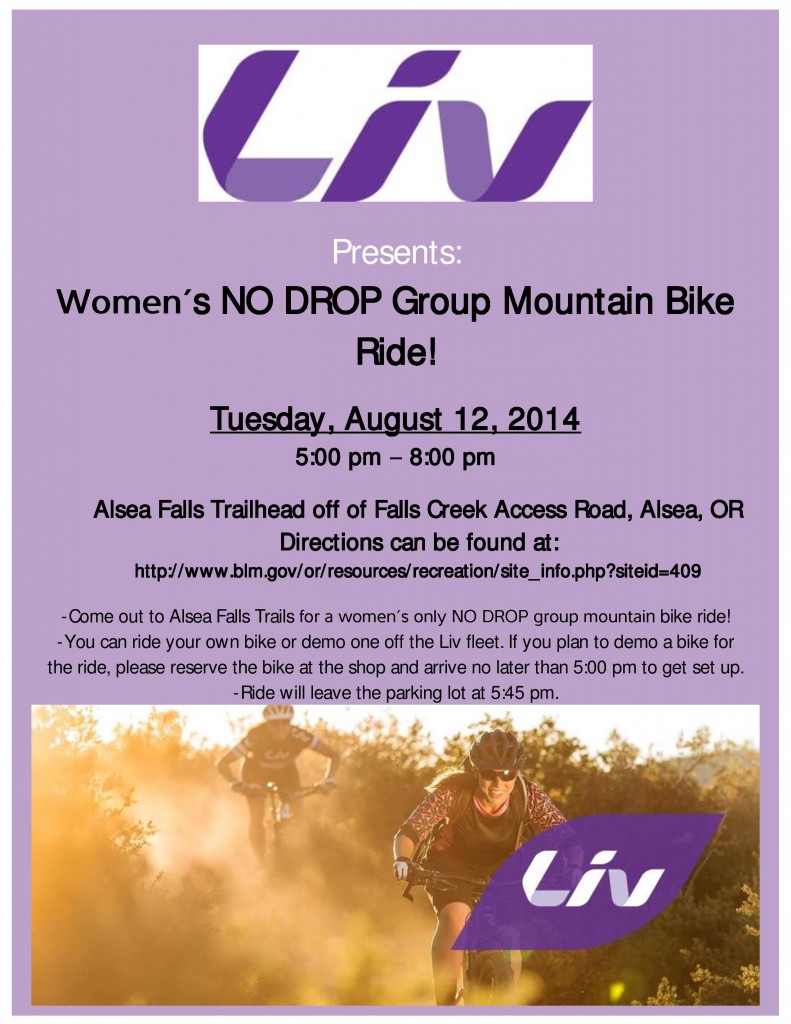 Liv
Presents:
Women´s NO DROP Group Mountain Bike
Ride!
Tuesday, August 12, 2014
5:00 pm – 8:00 pm
Alsea Falls Trailhead off of Falls Creek Access Road, Alsea, OR
Directions can be found at:
http://www.blm.gov/or/resources/recreation/site_info.php?siteid=409
-Come out to Alsea Falls Trails for a women´s only NO DROP group mountain bike ride!
-You can ride your own bike or demo one off the Liv fleet. If you plan to demo a bike for
the ride, please reserve the bike at the shop and arrive no later than 5:00 pm to get set up.
-Ride will leave the parking lot at 5:45 pm.
Liv
Liv